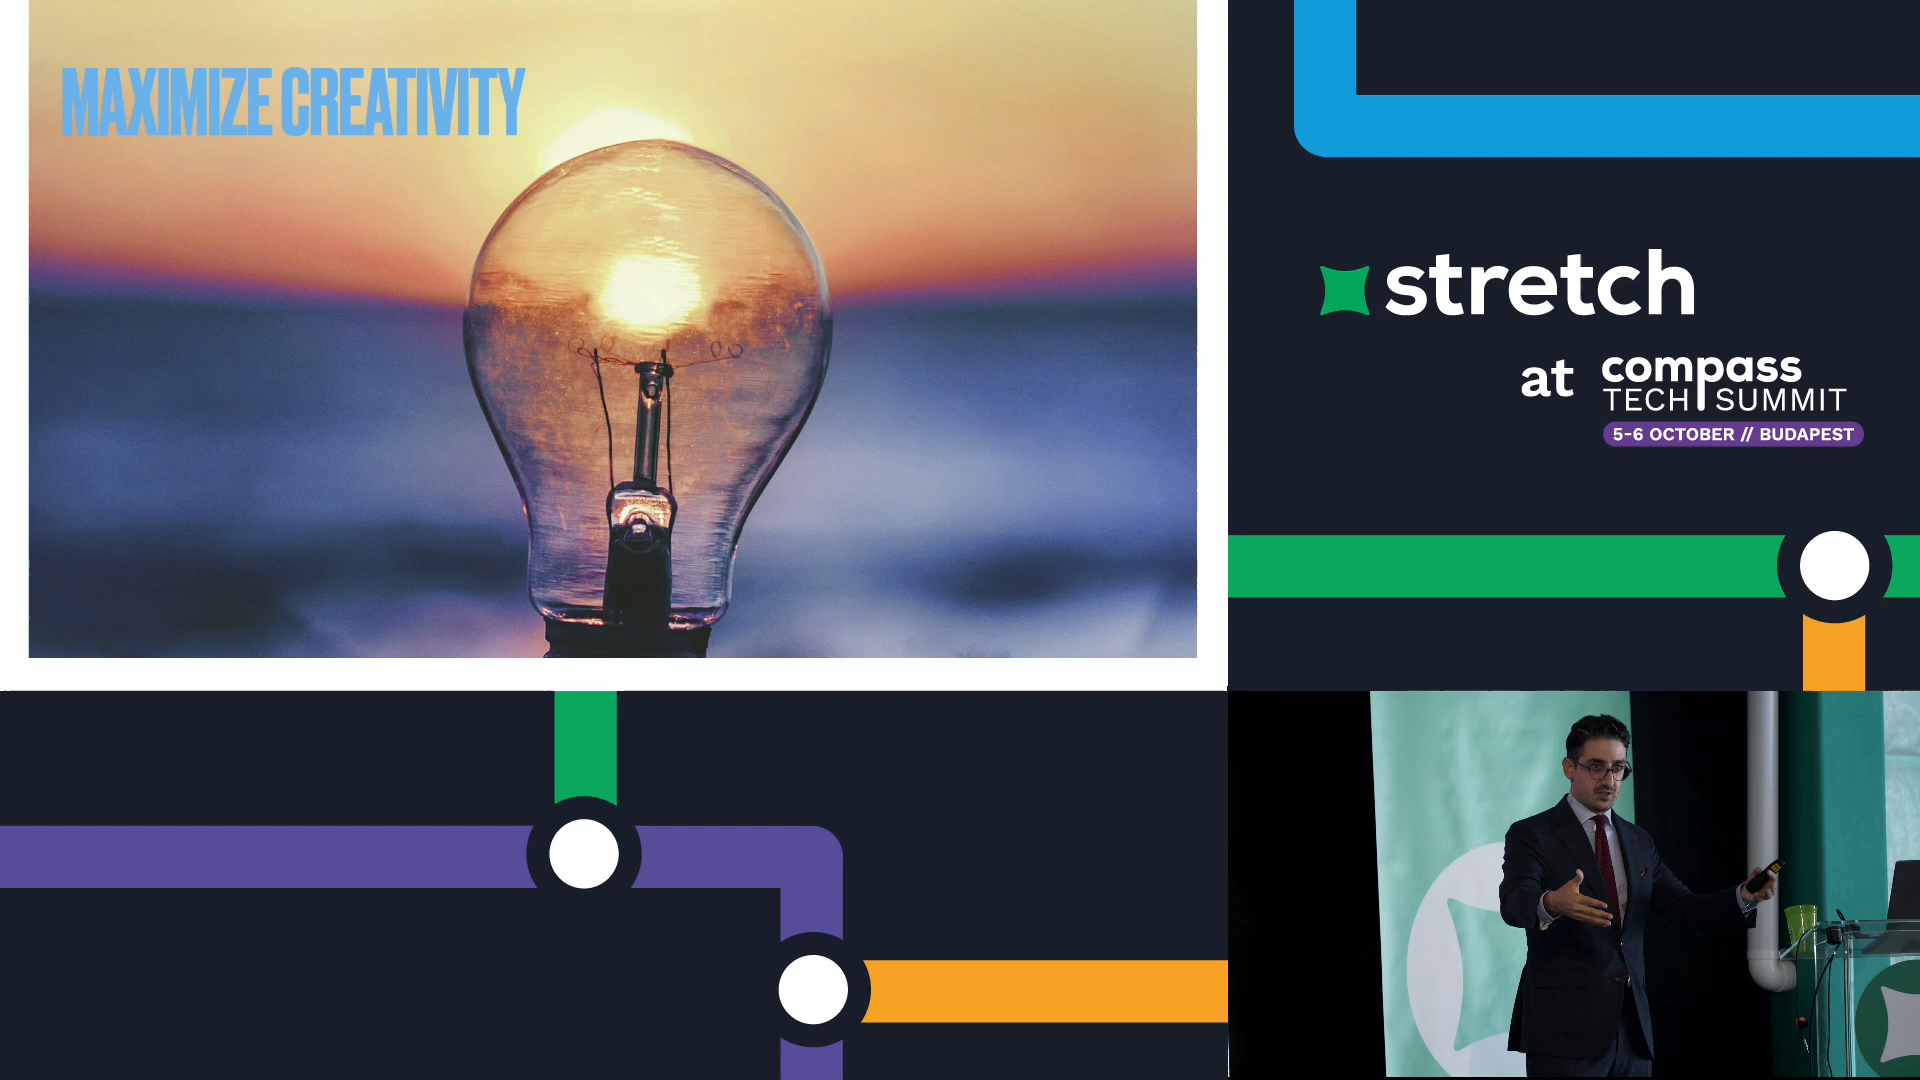 MAXIMIZE CREATIVITY
stretch
at compass
TECH SUMMIT
5-6 OCTOBER // BUDAPEST